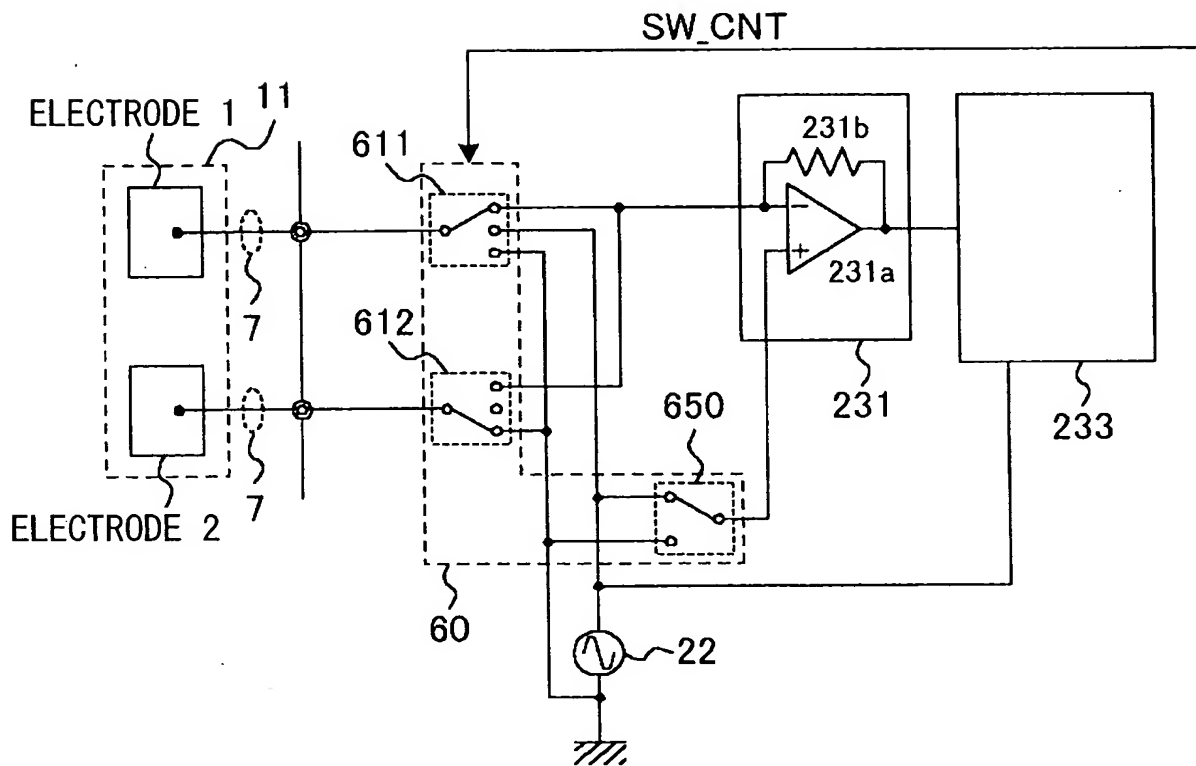 SW_CNT
ELECTRODE 1
11
611
231b
231a
7
612
231
233
650
ELECTRODE 2
7
60
22